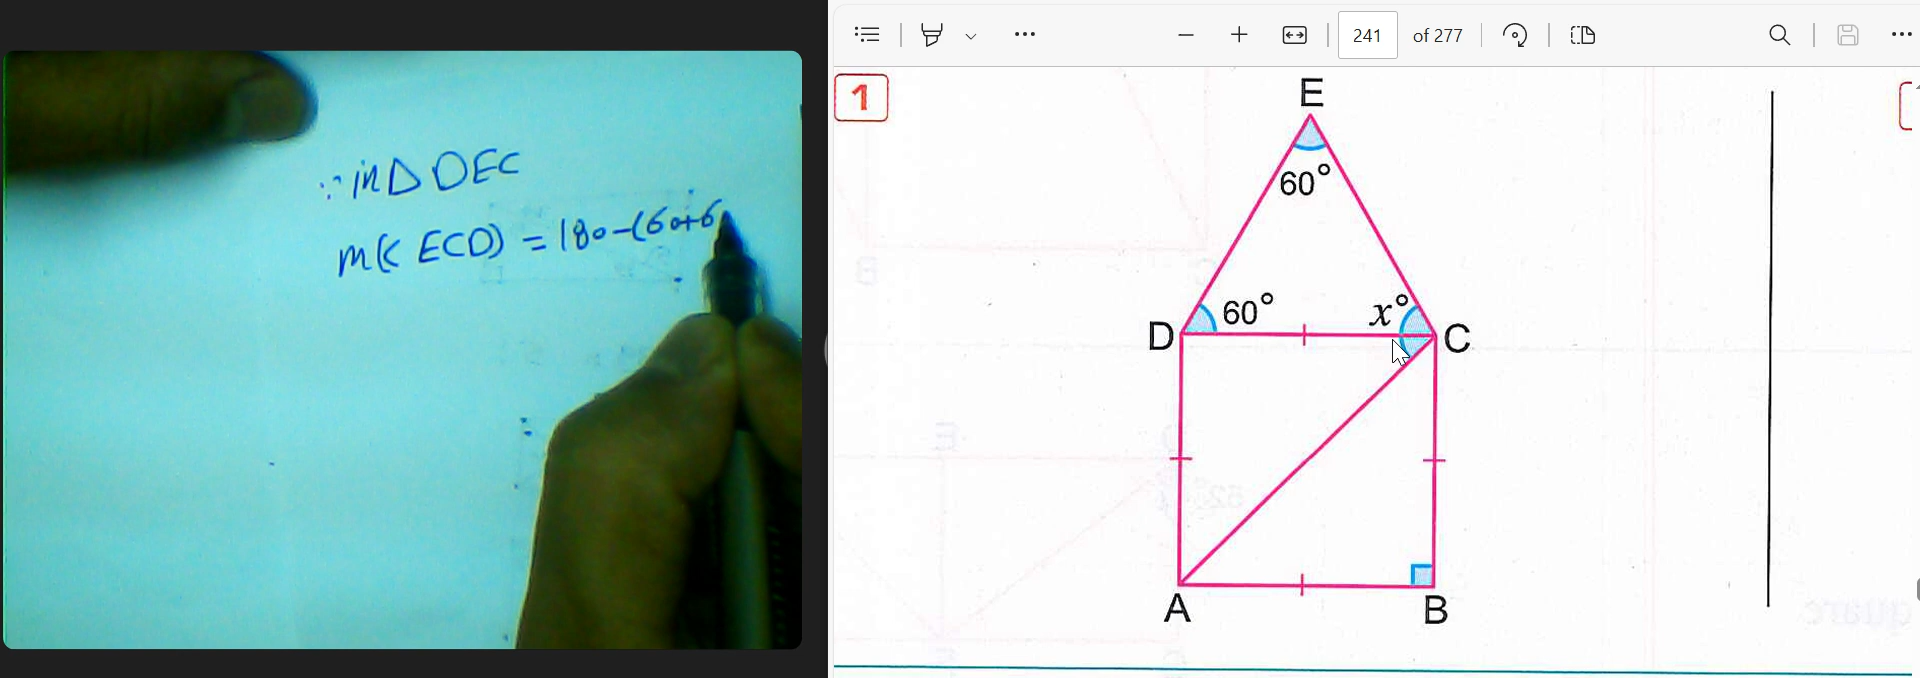 ∵ in △ DEC
m(< ECD) = 180-(60+6
241 of 277
1
E
60°
D 60° x° C
A B